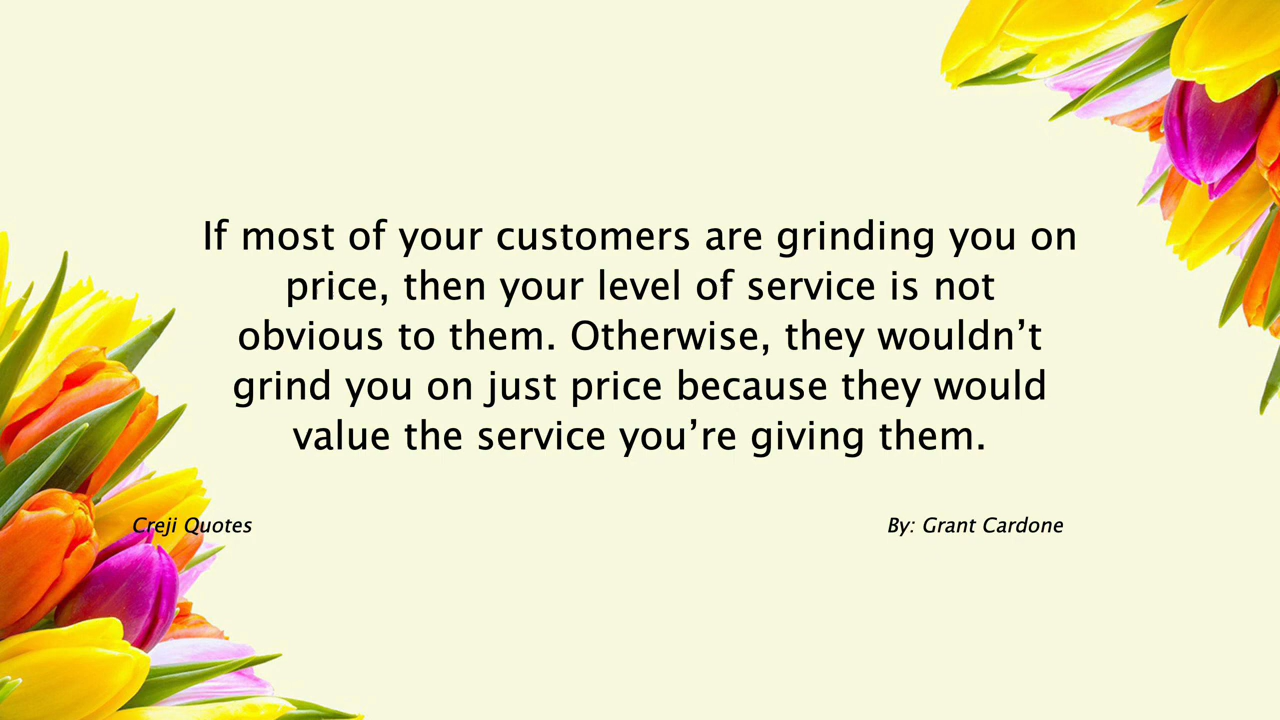 If most of your customers are grinding you on
price, then your level of service is not
obvious to them. Otherwise, they wouldn’t
grind you on just price because they would
value the service you’re giving them.
Creji Quotes
By: Grant Cardone